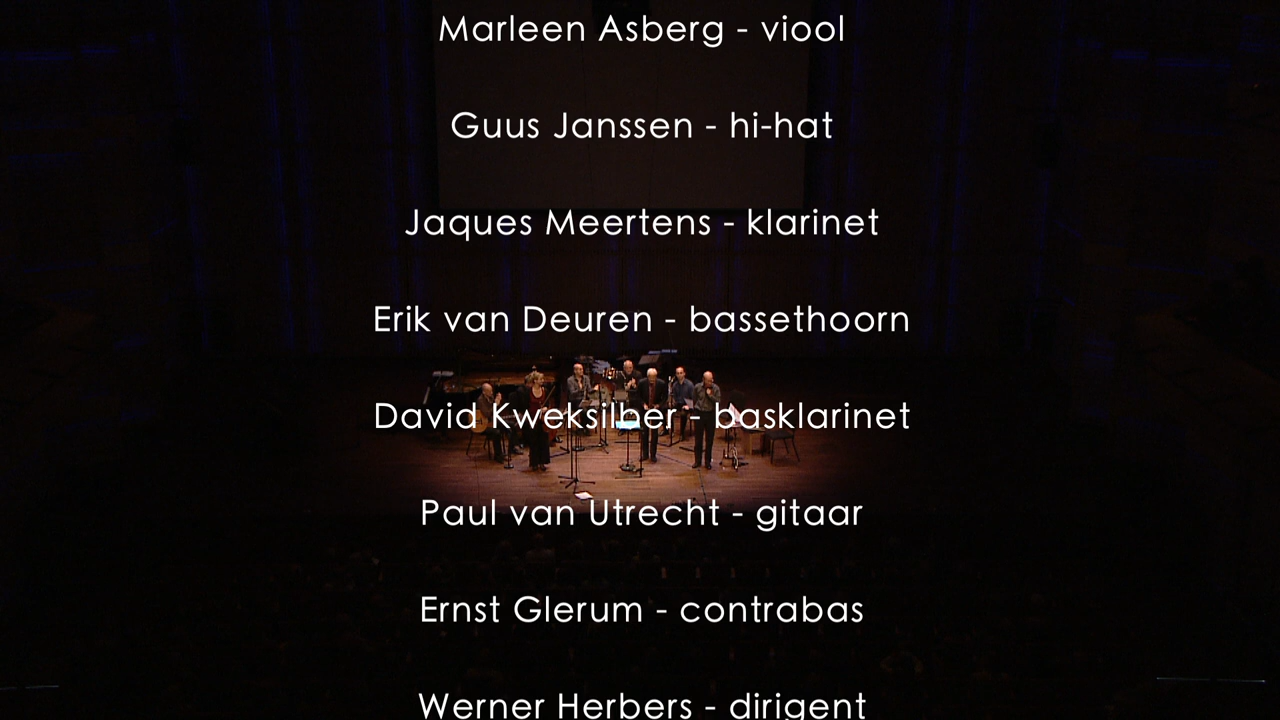 Marleen Asberg - viool
Guus Janssen - hi-hat
Jaques Meertens - klarinet
Erik van Deuren - bassethoorn
David Kweksilber - basklarinet
Paul van Utrecht - gitaar
Ernst Glerum - contrabas
Werner Herbers - dirigent